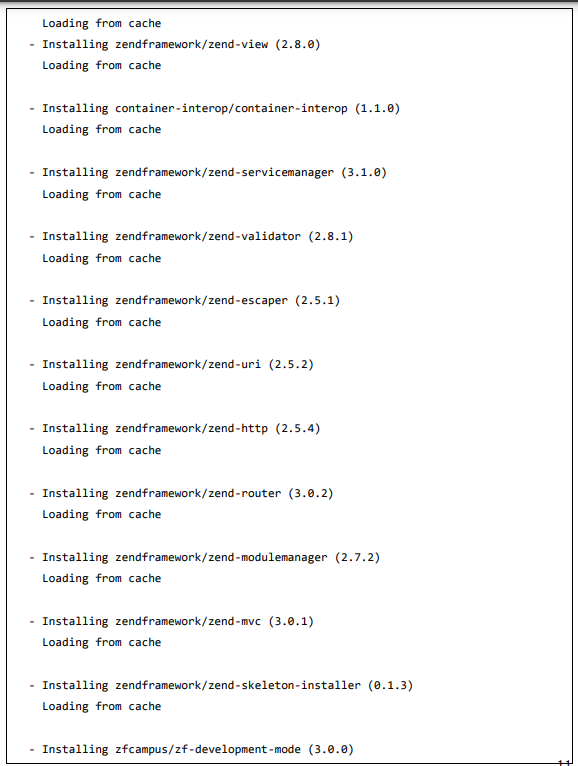 Loading from cache
- Installing zendframework/zend-view (2.8.0)
Loading from cache
- Installing container-interop/container-interop (1.1.0)
Loading from cache
- Installing zendframework/zend-servicemanager (3.1.0)
Loading from cache
- Installing zendframework/zend-validator (2.8.1)
Loading from cache
- Installing zendframework/zend-escaper (2.5.1)
Loading from cache
- Installing zendframework/zend-uri (2.5.2)
Loading from cache
- Installing zendframework/zend-http (2.5.4)
Loading from cache
- Installing zendframework/zend-router (3.0.2)
Loading from cache
- Installing zendframework/zend-modulemanager (2.7.2)
Loading from cache
- Installing zendframework/zend-mvc (3.0.1)
Loading from cache
- Installing zendframework/zend-skeleton-installer (0.1.3)
Loading from cache
- Installing zfcampus/zf-development-mode (3.0.0)